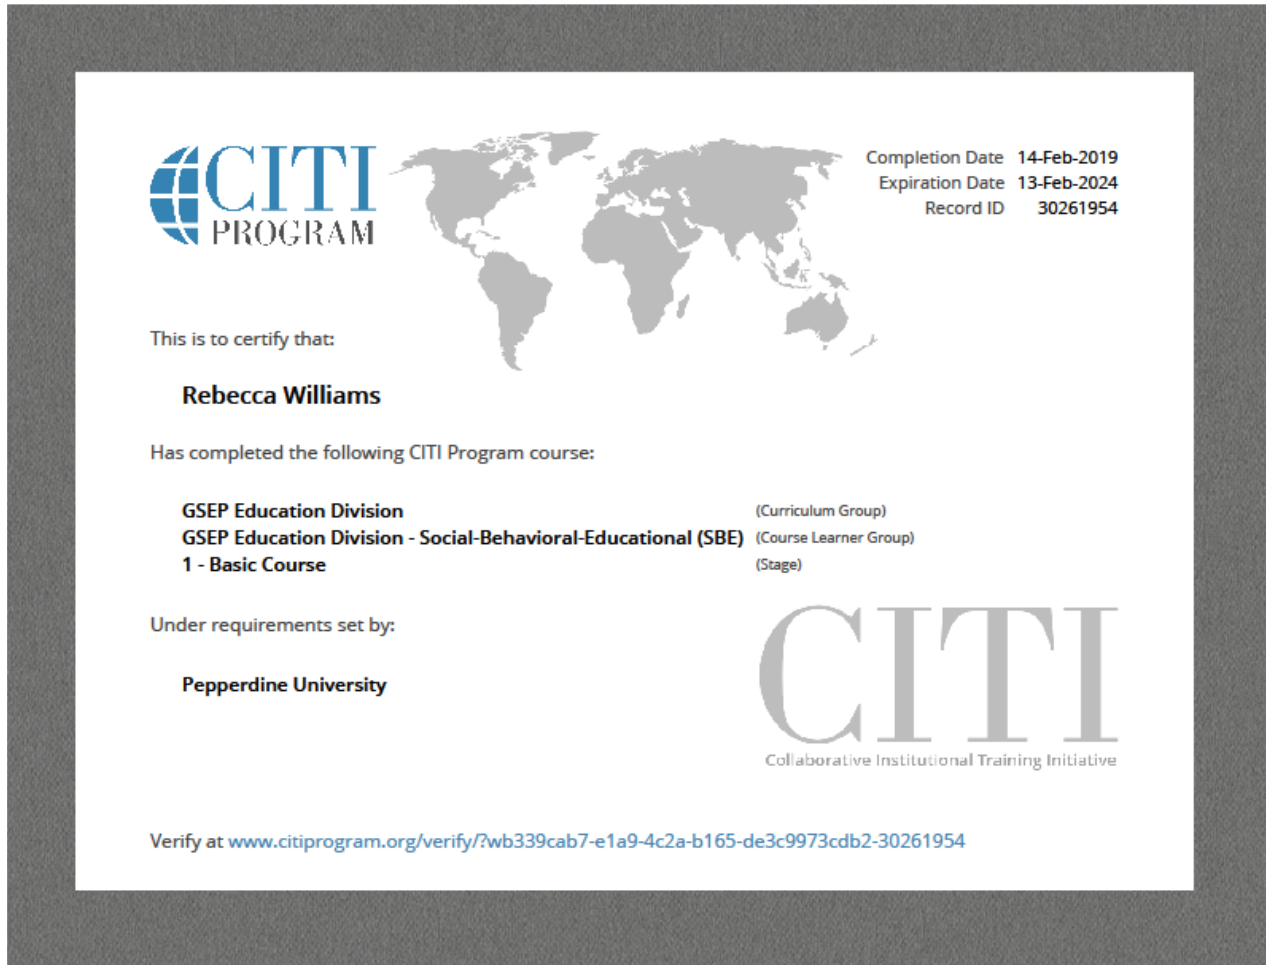 CITI
PROGRAM
Completion Date 14-Feb-2019
Expiration Date 13-Feb-2024
Record ID 30261954
This is to certify that:
Rebecca Williams
Has completed the following CITI Program course:
GSEP Education Division (Curriculum Group)
GSEP Education Division - Social-Behavioral-Educational (SBE) (Course Learner Group)
1 - Basic Course (Stage)
Under requirements set by:
Pepperdine University
CITI
Collaborative Institutional Training Initiative
Verify at www.citiprogram.org/verify/?wb339cab7-e1a9-4c2a-b165-de3c9973cdb2-30261954